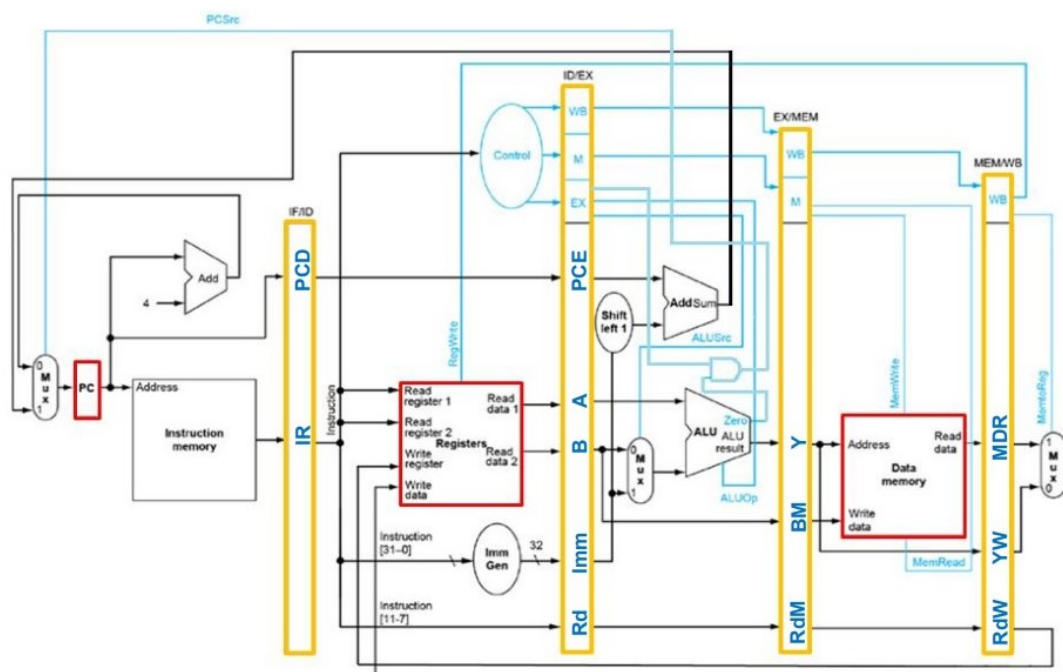 PCSrc
ID/EX
WB
EX/MEM
Control
M
WB
MEM/WB
EX
M
WB
IF/ID
PCD
PCE
Add
4
Add Sum
Shift
left 1
ALUSrc
RegWrite
MemWrite
MemtoReg
0
Mux
1
PC
Address
Instruction
memory
IR
Instruction
Read
register 1
Read
data 1
Read
register 2
Registers
Read
data 2
Write
register
Write
data
A
B
0
Mux
1
Zero
ALU
ALU
result
ALUOp
Y
BM
Address
Read
data
Data
memory
Write
data
MemRead
MDR
YW
1
Mux
0
Instruction
[31–0]
Imm
Gen
32
Imm
Instruction
[11-7]
Rd
RdM
RdW